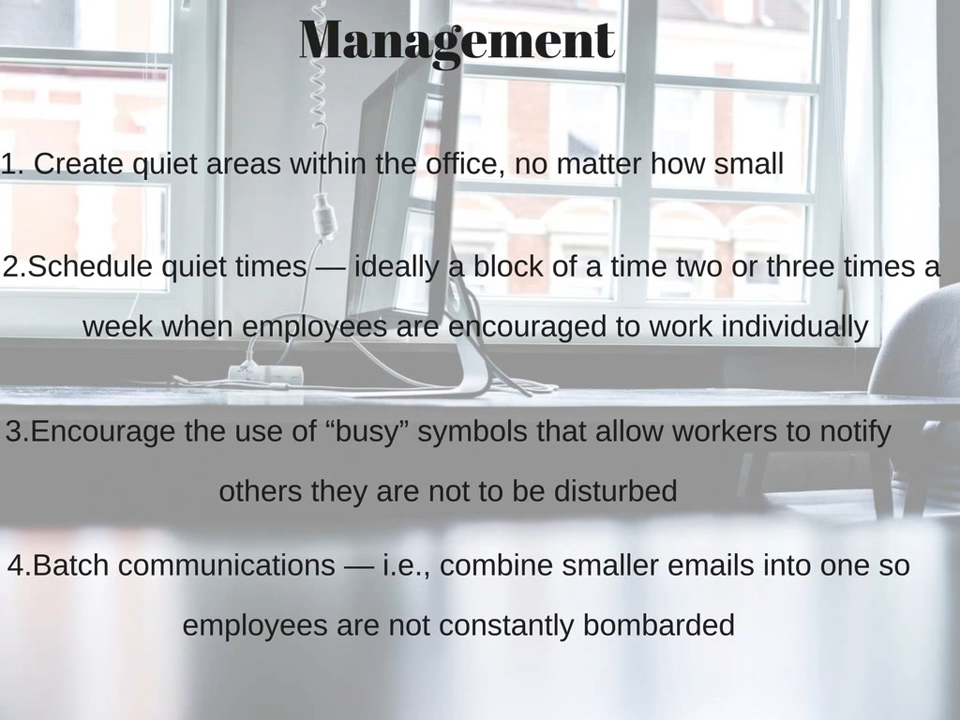 Management
1. Create quiet areas within the office, no matter how small
2.Schedule quiet times — ideally a block of a time two or three times a
week when employees are encouraged to work individually
3.Encourage the use of “busy” symbols that allow workers to notify
others they are not to be disturbed
4.Batch communications — i.e., combine smaller emails into one so
employees are not constantly bombarded